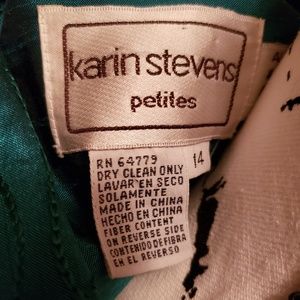 karin stevens
petites
RN 64779
14
DRY CLEAN ONLY
LAVAR EN SECO
SOLAMENTE
MADE IN CHINA
HECHO EN CHINA
FIBER CONTENT
ON REVERSE SIDE
CONTENIDO DE FIBRA
EN EL REVERSO